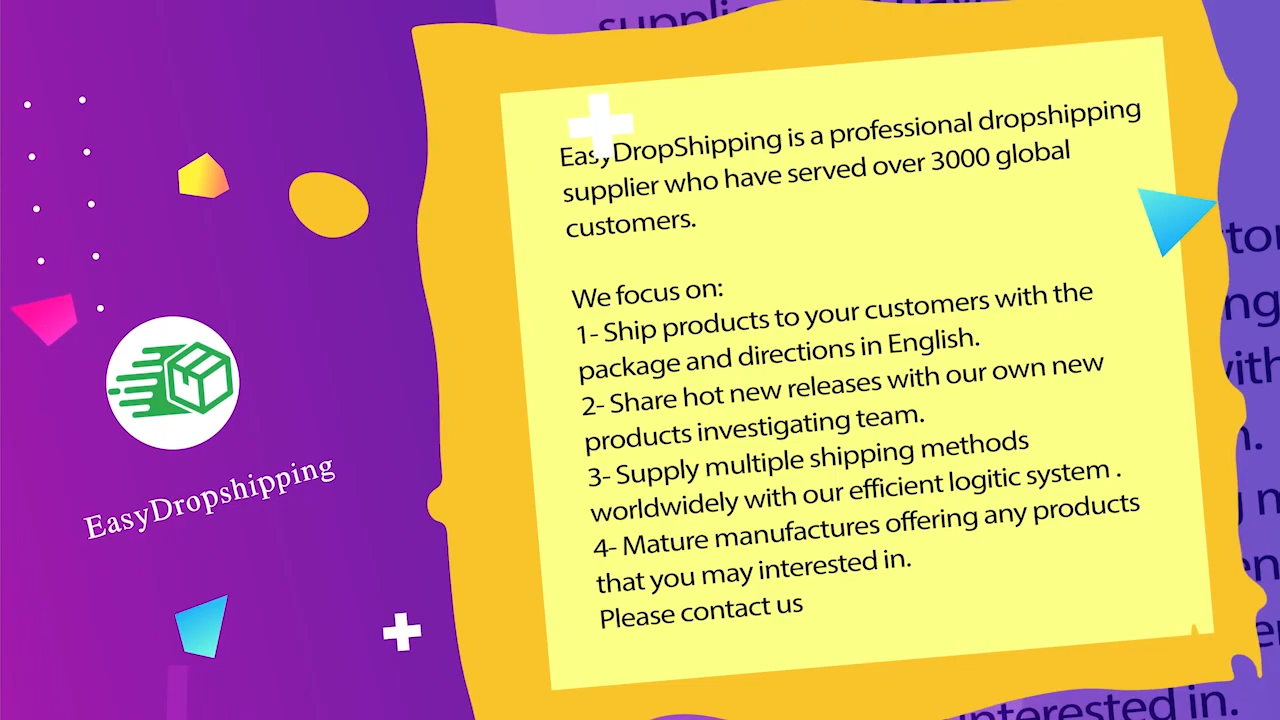 EasyDropShipping is a professional dropshipping
supplier who have served over 3000 global
customers.
We focus on:
1- Ship products to your customers with the
package and directions in English.
2- Share hot new releases with our own new
products investigating team.
3- Supply multiple shipping methods
worldwidely with our efficient logitic system .
4- Mature manufactures offering any products
that you may interested in.
Please contact us
EasyDropshipping
interested in.